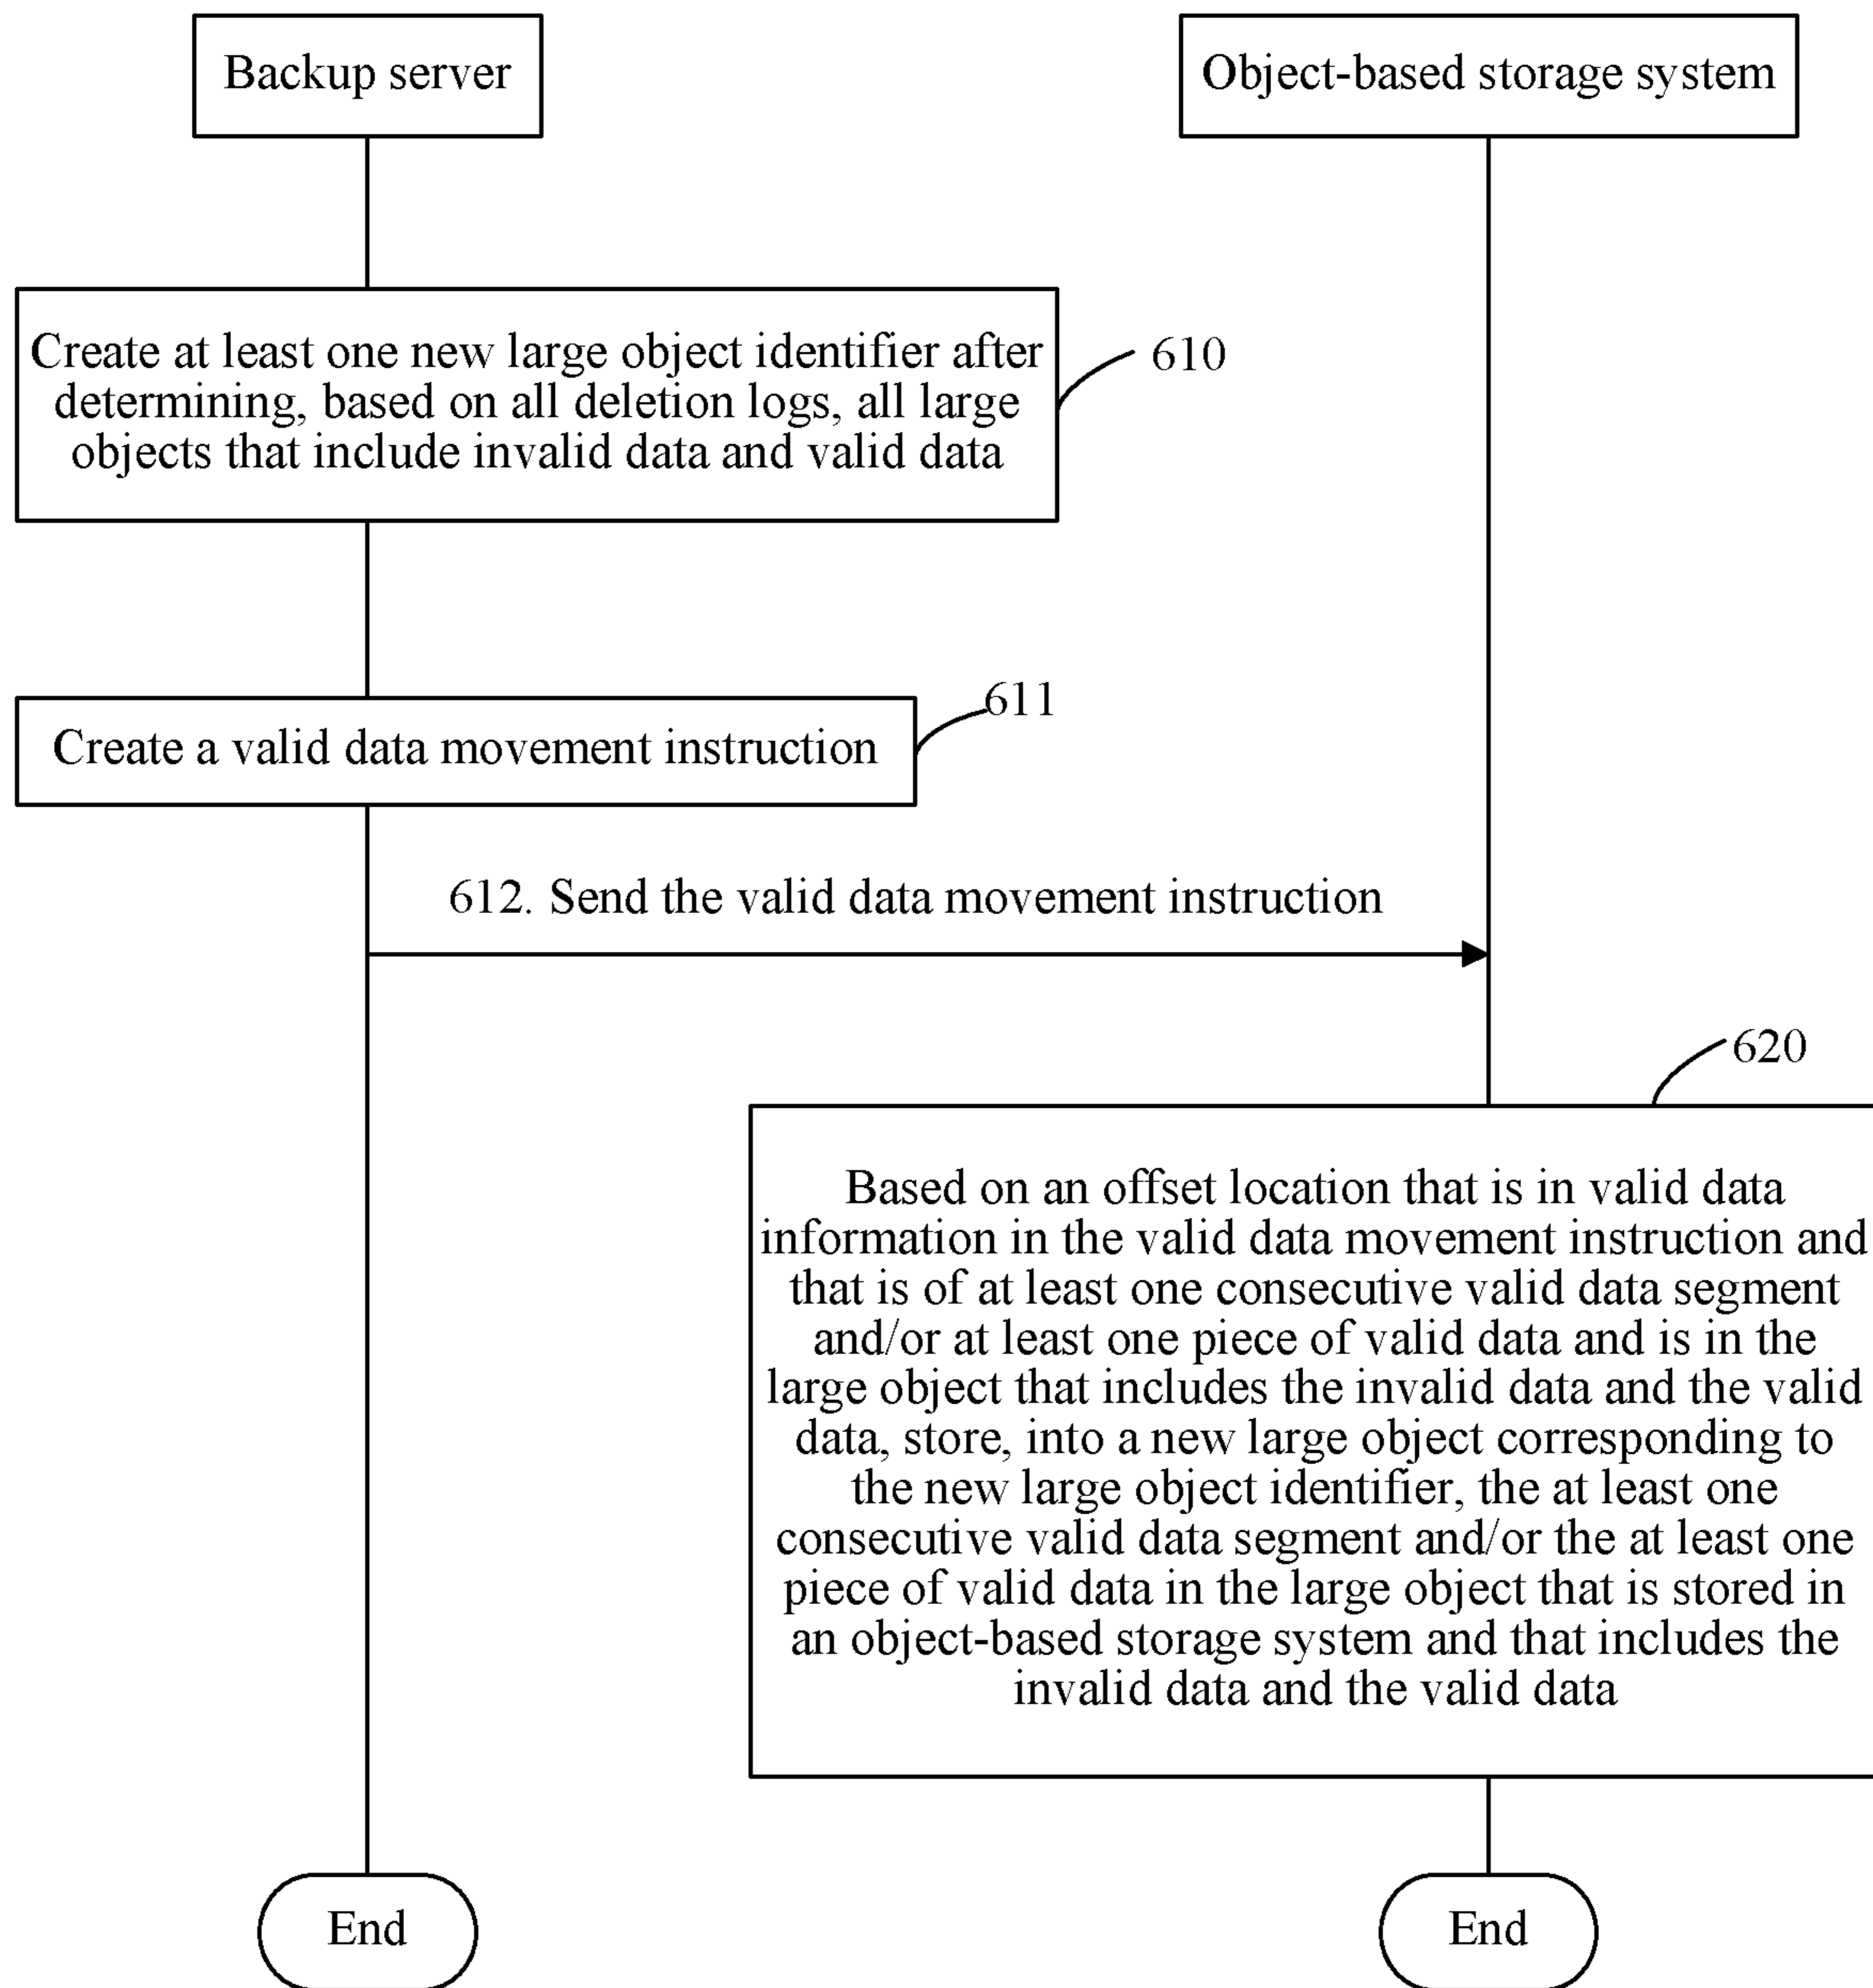 Backup server
Object-based storage system
Create at least one new large object identifier after
determining, based on all deletion logs, all large
objects that include invalid data and valid data
610
611
Create a valid data movement instruction
612. Send the valid data movement instruction
620
Based on an offset location that is in valid data
information in the valid data movement instruction and
that is of at least one consecutive valid data segment
and/or at least one piece of valid data and is in the
large object that includes the invalid data and the valid
data, store, into a new large object corresponding to
the new large object identifier, the at least one
consecutive valid data segment and/or the at least one
piece of valid data in the large object that is stored in
an object-based storage system and that includes the
invalid data and the valid data
End
End